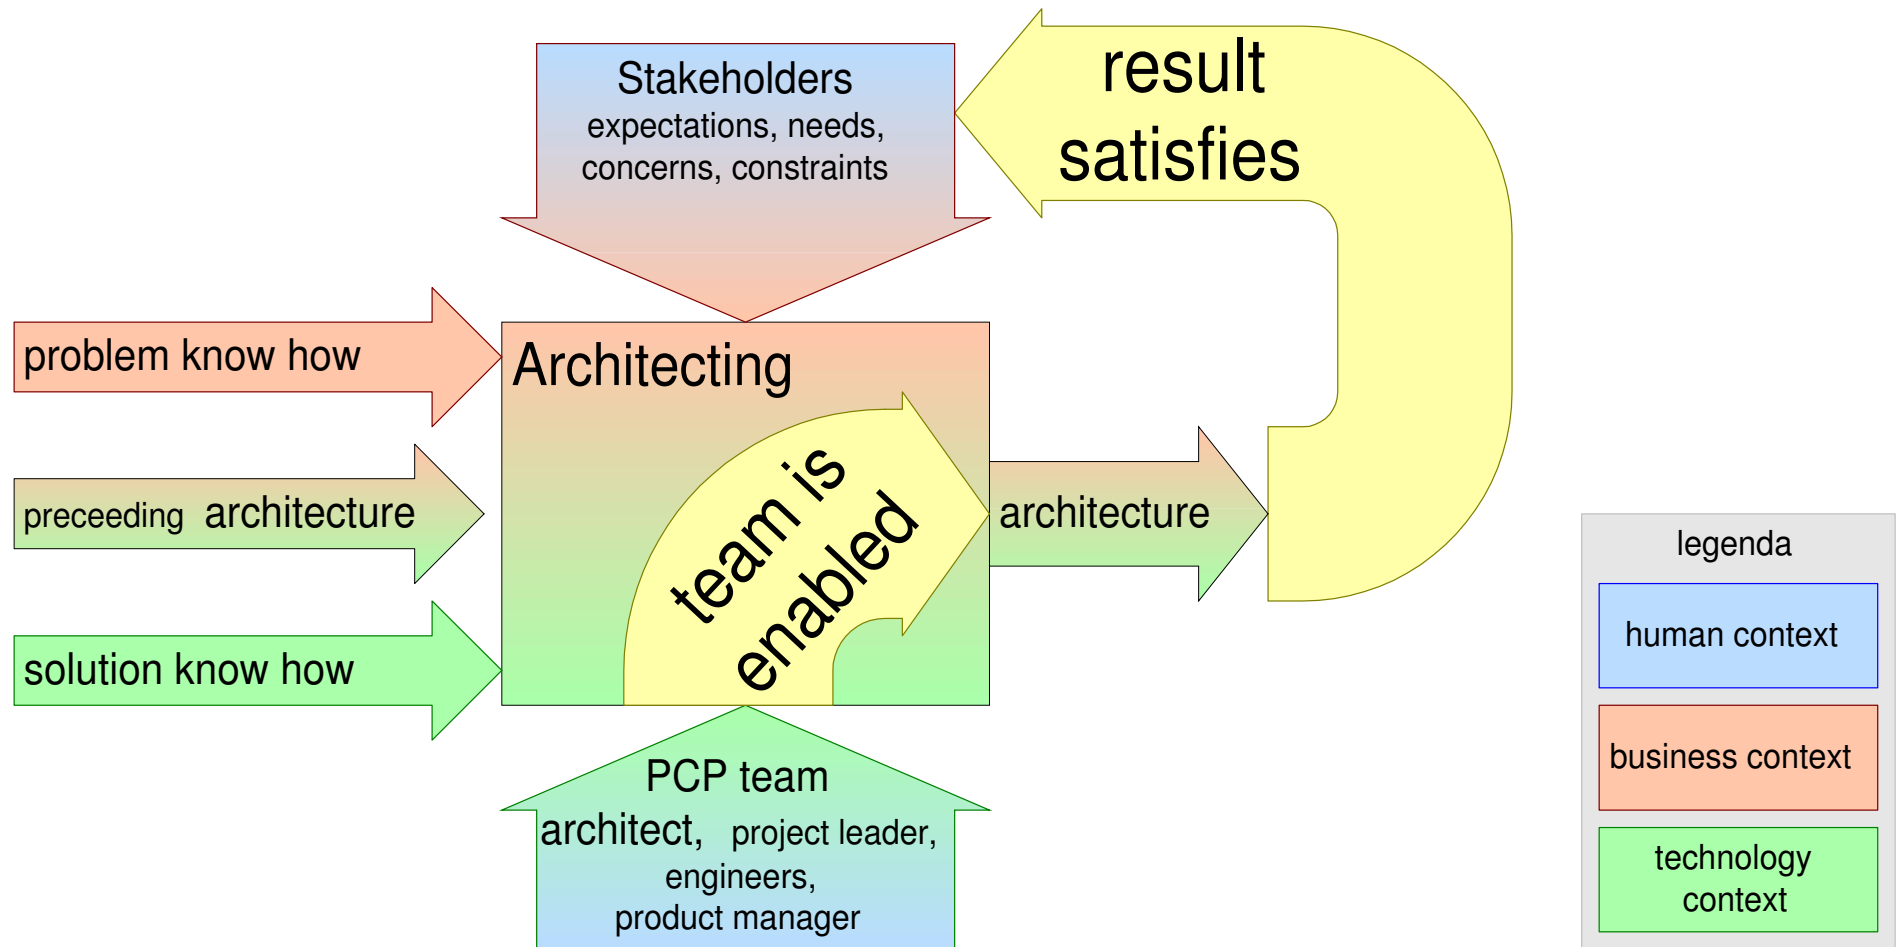 Stakeholders
expectations, needs,
concerns, constraints
result
satisfies
problem know how
Architecting
preceeding architecture
team is
enabled
architecture
solution know how
PCP team
architect, project leader,
engineers,
product manager
legenda
human context
business context
technology
context